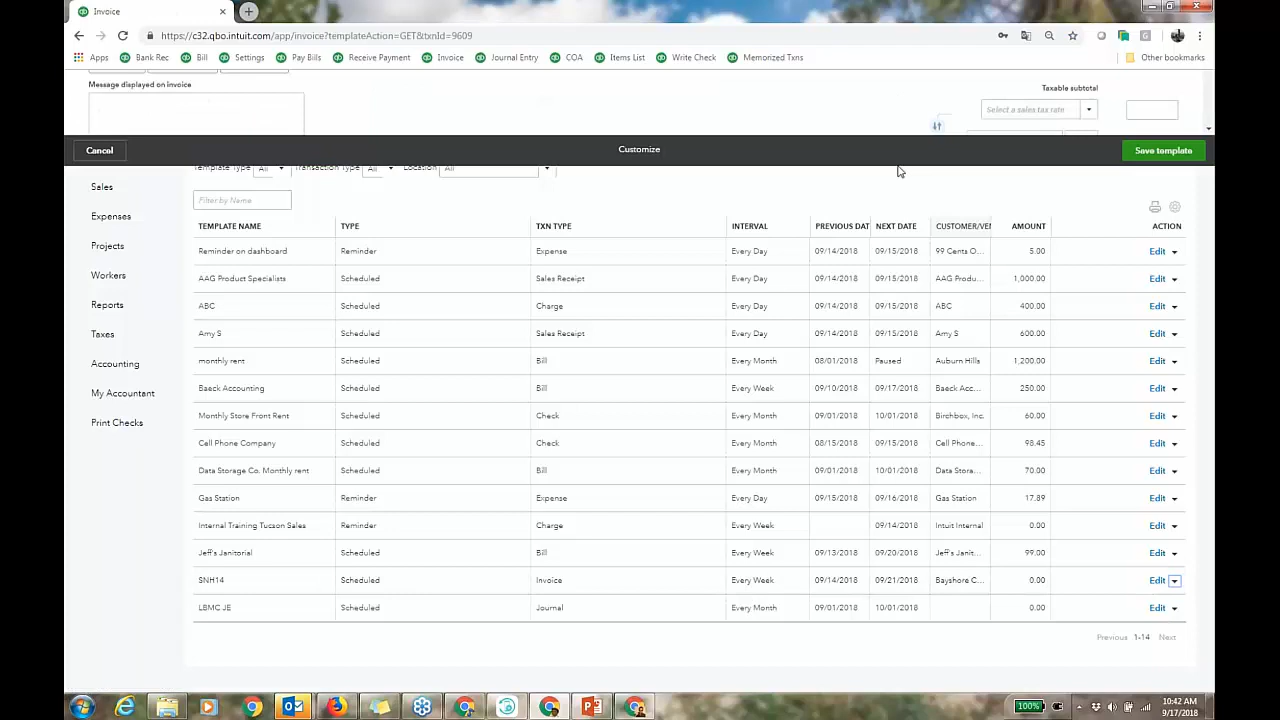 Invoice
https://c32.qbo.intuit.com/app/invoice?templateAction=GET&txnId=9609
Apps Bank Rec Bill Settings Pay Bills Receive Payment Invoice Journal Entry COA Items List Write Check Memorized Txns Other bookmarks
Message displayed on invoice
Taxable subtotal
Select a sales tax rate
Cancel Customize Save template
Template Type All Transaction Type All Location All
Sales
Expenses
Projects
Workers
Reports
Taxes
Accounting
My Accountant
Print Checks
Filter by Name
TEMPLATE NAME TYPE TXN TYPE INTERVAL PREVIOUS DAT NEXT DATE CUSTOMER/VEN AMOUNT ACTION
Reminder on dashboard Reminder Expense Every Day 09/14/2018 09/15/2018 99 Cents O... 5.00 Edit
AAG Product Specialists Scheduled Sales Receipt Every Day 09/14/2018 09/15/2018 AAG Produ... 1,000.00 Edit
ABC Scheduled Charge Every Day 09/14/2018 09/15/2018 ABC 400.00 Edit
Amy S Scheduled Sales Receipt Every Day 09/14/2018 09/15/2018 Amy S 600.00 Edit
monthly rent Scheduled Bill Every Month 08/01/2018 Paused Auburn Hills 1,200.00 Edit
Baeck Accounting Scheduled Bill Every Week 09/10/2018 09/17/2018 Baeck Acc... 250.00 Edit
Monthly Store Front Rent Scheduled Check Every Month 09/01/2018 10/01/2018 Birchbox, Inc. 60.00 Edit
Cell Phone Company Scheduled Check Every Month 08/15/2018 09/15/2018 Cell Phone... 98.45 Edit
Data Storage Co. Monthly rent Scheduled Bill Every Month 09/01/2018 10/01/2018 Data Stora... 70.00 Edit
Gas Station Reminder Expense Every Day 09/15/2018 09/16/2018 Gas Station 17.89 Edit
Internal Training Tucson Sales Reminder Charge Every Week 09/14/2018 Intuit Internal 0.00 Edit
Jeff's Janitorial Scheduled Bill Every Week 09/13/2018 09/20/2018 Jeff's Janit... 99.00 Edit
SNH14 Scheduled Invoice Every Week 09/14/2018 09/21/2018 Bayshore C... 0.00 Edit
LBMC JE Scheduled Journal Every Month 09/01/2018 10/01/2018 0.00 Edit
Previous 1-14 Next
100%
10:42 AM
9/17/2018